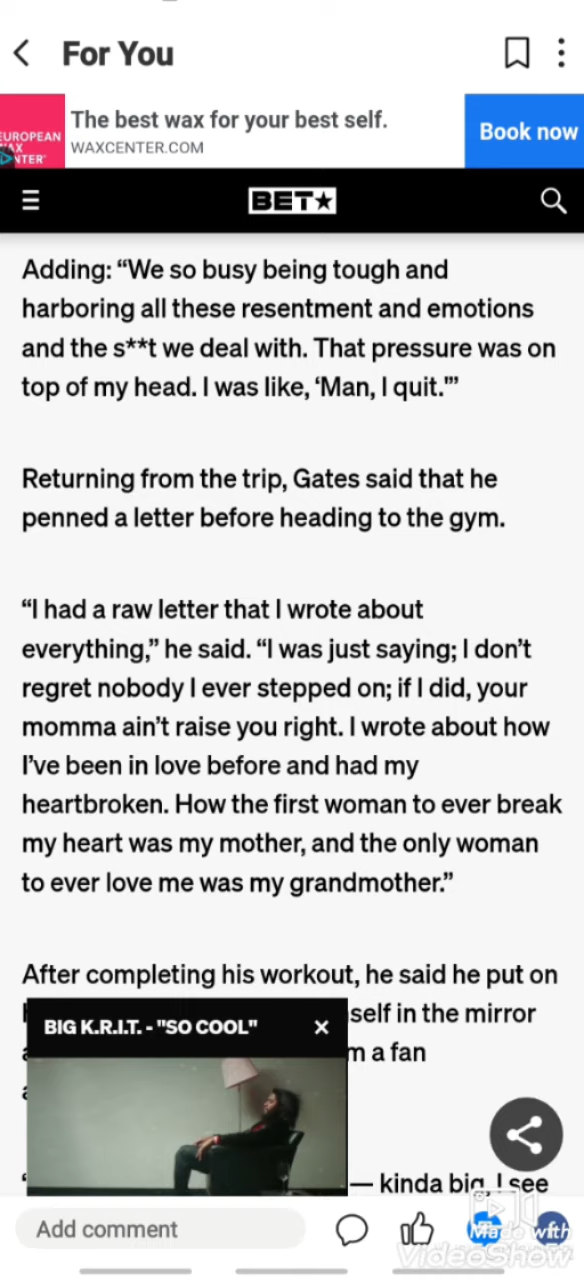 For You
EUROPEAN
WAX
The best wax for your best self.
WAXCENTER.COM
Book now
BET★
Adding: “We so busy being tough and
harboring all these resentment and emotions
and the s**t we deal with. That pressure was on
top of my head. I was like, ‘Man, I quit.’”
Returning from the trip, Gates said that he
penned a letter before heading to the gym.
“I had a raw letter that I wrote about
everything,” he said. “I was just saying; I don’t
regret nobody I ever stepped on; if I did, your
momma ain’t raise you right. I wrote about how
I’ve been in love before and had my
heartbroken. How the first woman to ever break
my heart was my mother, and the only woman
to ever love me was my grandmother.”
After completing his workout, he said he put on
self in the mirror
m a fan
BIG K.R.I.T. - "SO COOL"
— kinda big, I see
Add comment
Made with
VideoShow